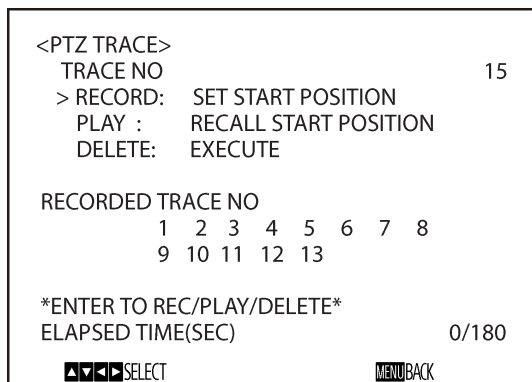 <PTZ TRACE>
TRACE NO 15
> RECORD: SET START POSITION
PLAY : RECALL START POSITION
DELETE: EXECUTE
RECORDED TRACE NO
1 2 3 4 5 6 7 8
9 10 11 12 13
*ENTER TO REC/PLAY/DELETE*
ELAPSED TIME(SEC) 0/180
▲▼◀▶SELECT MENU BACK